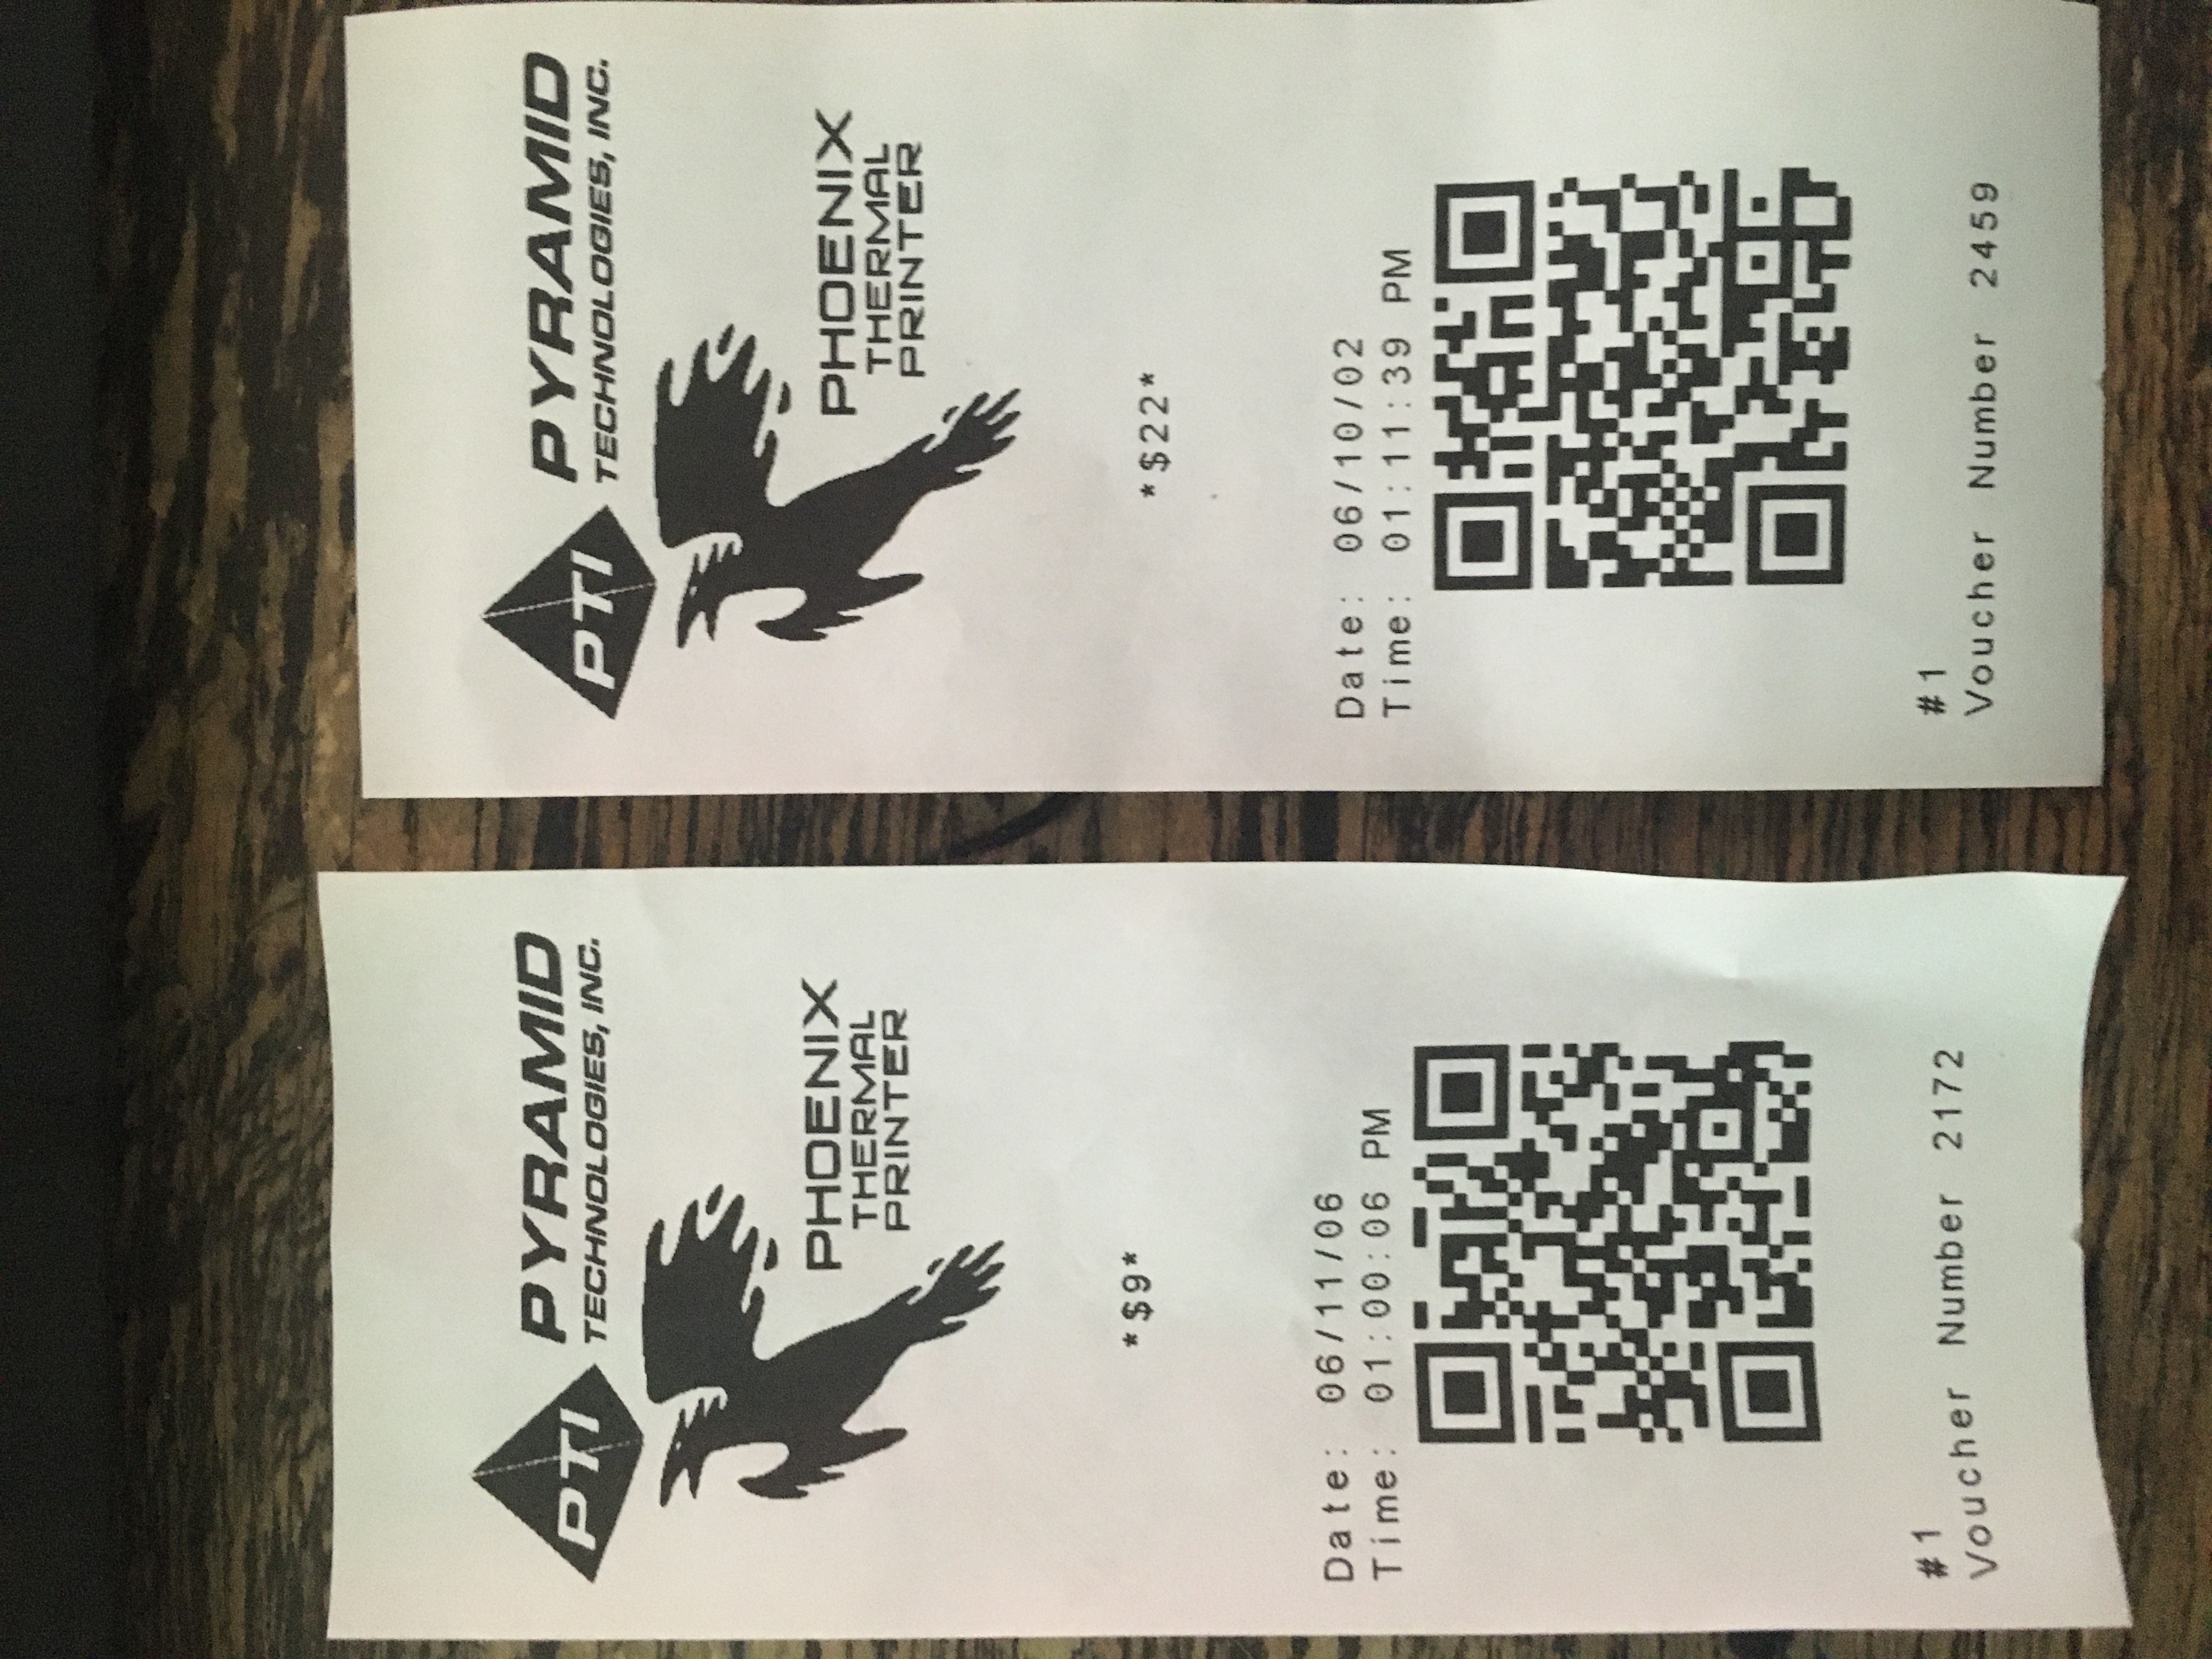 PTI
PYRAMID
TECHNOLOGIES, INC.
PHOENIX
THERMAL
PRINTER
*$22*
Date: 06/10/02
Time: 01:11:39 PM
#1
Voucher Number 2459
PTI
PYRAMID
TECHNOLOGIES, INC.
PHOENIX
THERMAL
PRINTER
*$9*
Date: 06/11/06
Time: 01:00:06 PM
#1
Voucher Number 2172